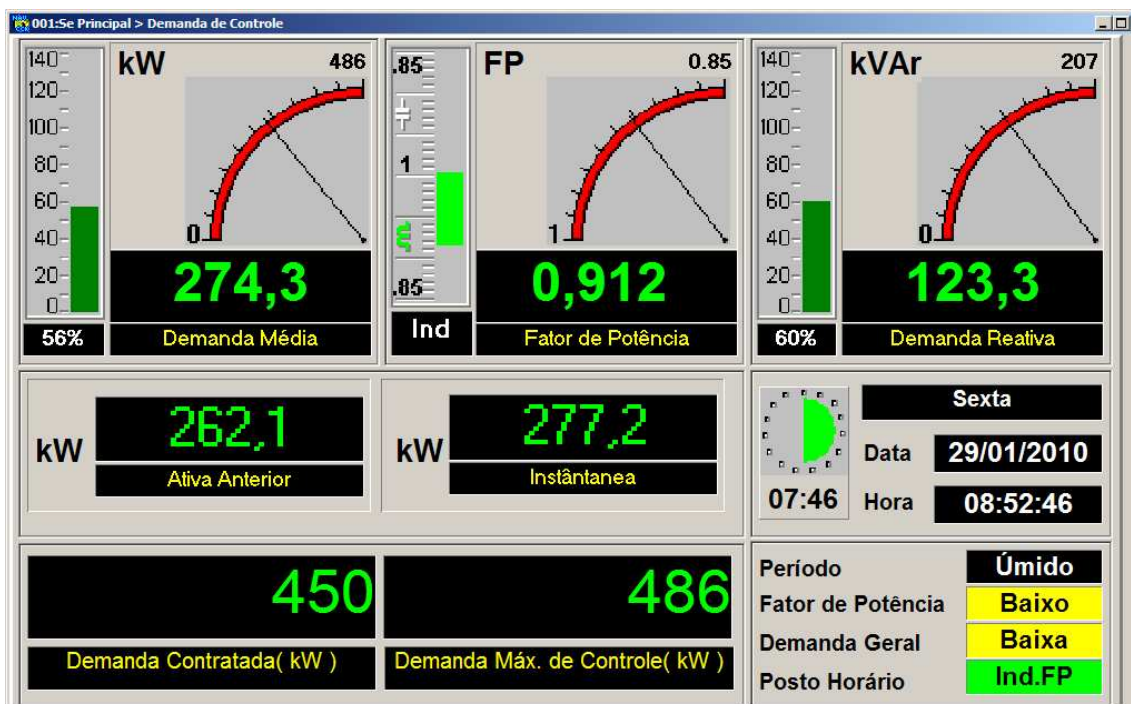 001:Se Principal > Demanda de Controle
140
120
100
80
60
40
20
0
56%
kW
486
0
274,3
Demanda Média
.85
1
.85
Ind
FP
0.85
1
0,912
Fator de Potência
140
120
100
80
60
40
20
0
60%
kVAr
207
0
123,3
Demanda Reativa
kW
262,1
Ativa Anterior
kW
277,2
Instântanea
07:46
Sexta
Data 29/01/2010
Hora 08:52:46
450
Demanda Contratada( kW )
486
Demanda Máx. de Controle( kW )
Período Úmido
Fator de Potência Baixo
Demanda Geral Baixa
Posto Horário Ind.FP